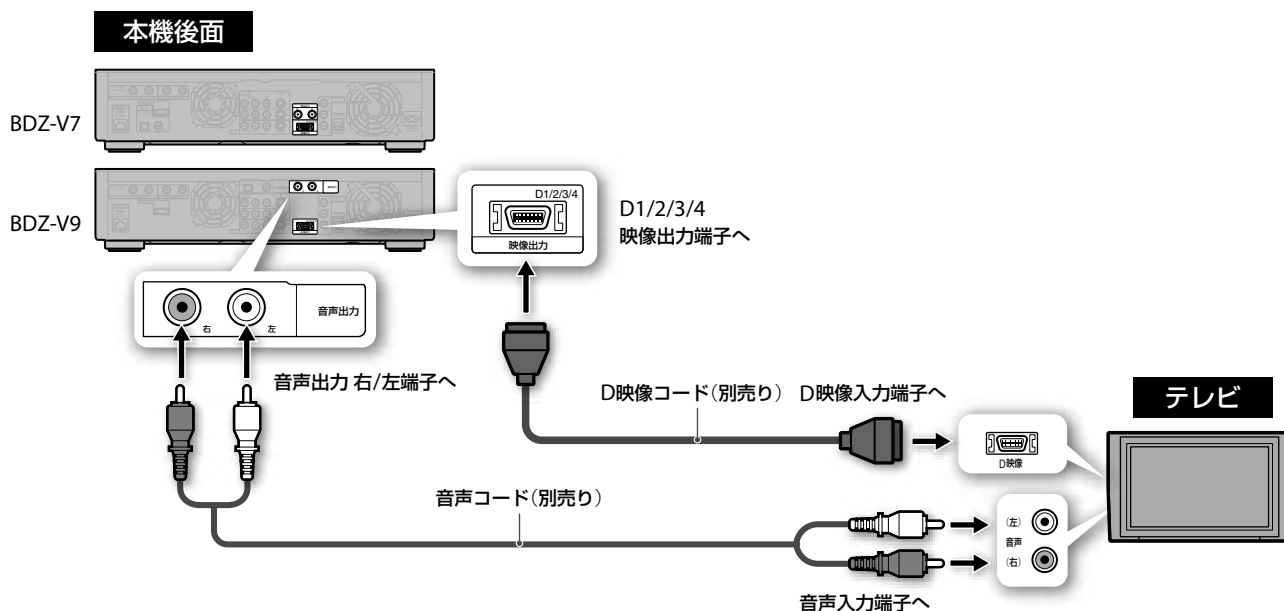 本機後面
BDZ-V7
BDZ-V9
D1/2/3/4
映像出力
D1/2/3/4
映像出力端子へ
右
左
音声出力
音声出力 右/左端子へ
D映像コード（別売り）
D映像入力端子へ
テレビ
D映像
音声コード（別売り）
（左）
音声
（右）
音声入力端子へ